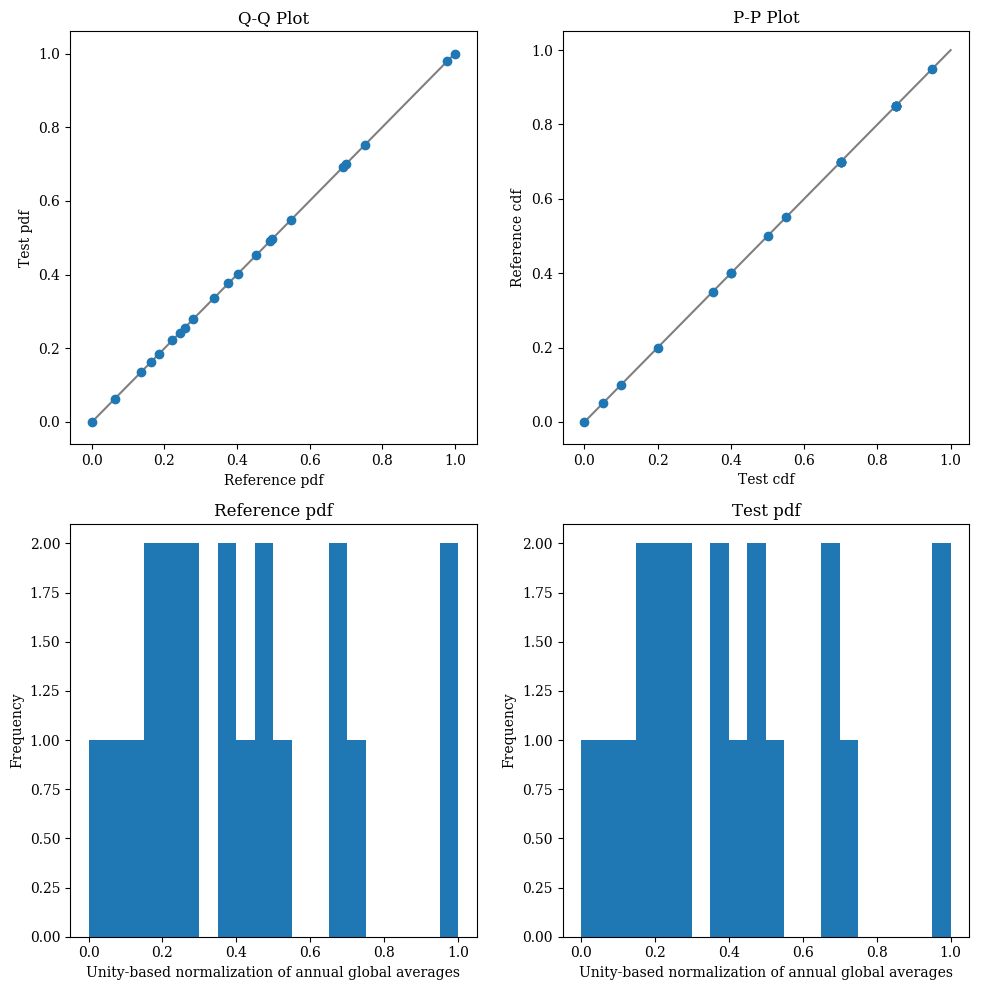 Q-Q Plot
1.0
0.8
0.6
0.4
0.2
0.0
Test pdf
0.0 0.2 0.4 0.6 0.8 1.0
Reference pdf
P-P Plot
1.0
0.8
0.6
0.4
0.2
0.0
Reference cdf
0.0 0.2 0.4 0.6 0.8 1.0
Test cdf
Reference pdf
2.00
1.75
1.50
1.25
1.00
0.75
0.50
0.25
0.00
Frequency
0.0 0.2 0.4 0.6 0.8 1.0
Unity-based normalization of annual global averages
Test pdf
2.00
1.75
1.50
1.25
1.00
0.75
0.50
0.25
0.00
Frequency
0.0 0.2 0.4 0.6 0.8 1.0
Unity-based normalization of annual global averages